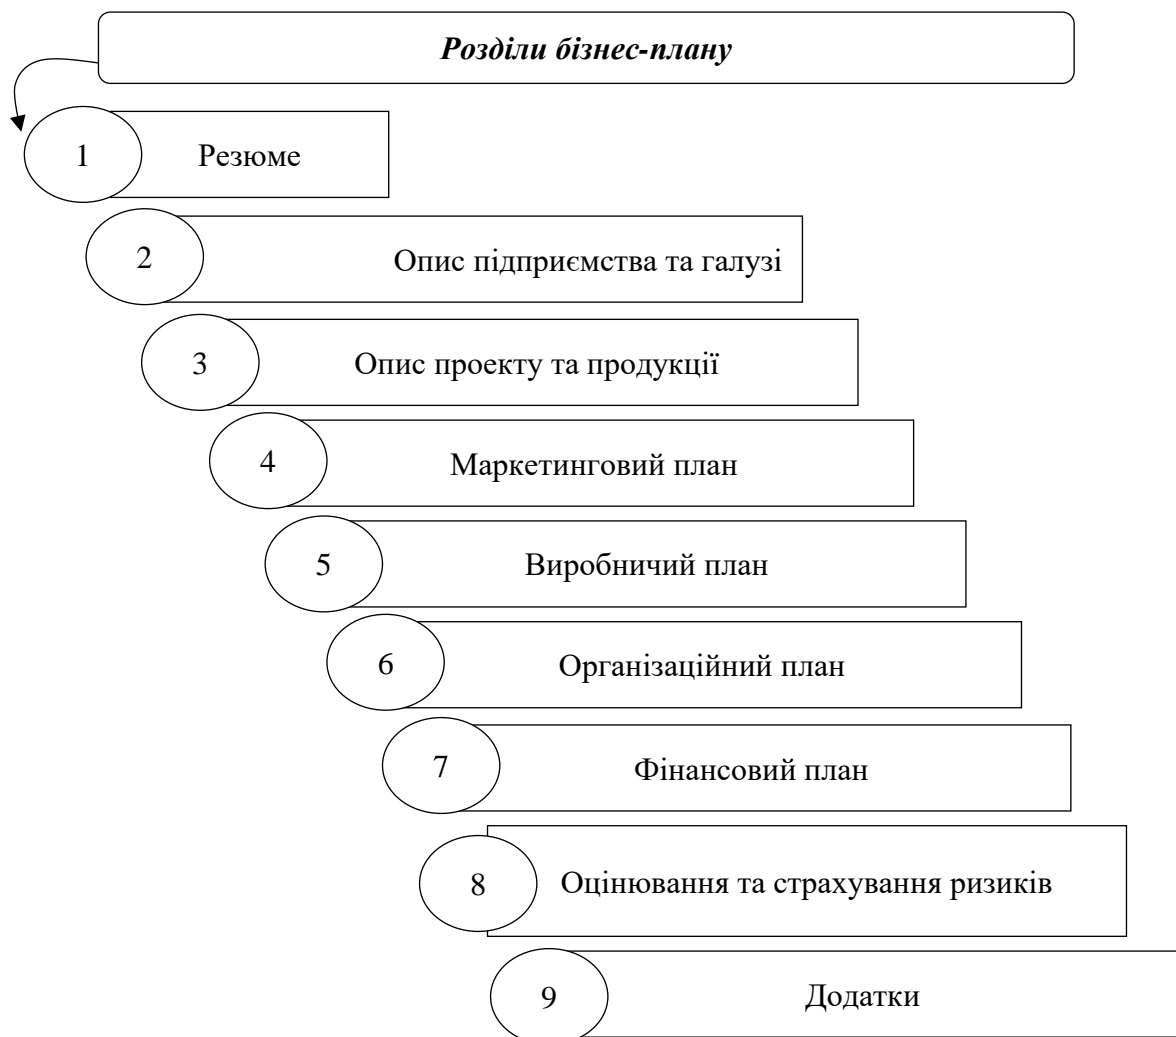 Розділи бізнес-плану
1 Резюме
2 Опис підприємства та галузі
3 Опис проекту та продукції
4 Маркетинговий план
5 Виробничий план
6 Організаційний план
7 Фінансовий план
8 Оцінювання та страхування ризиків
9 Додатки